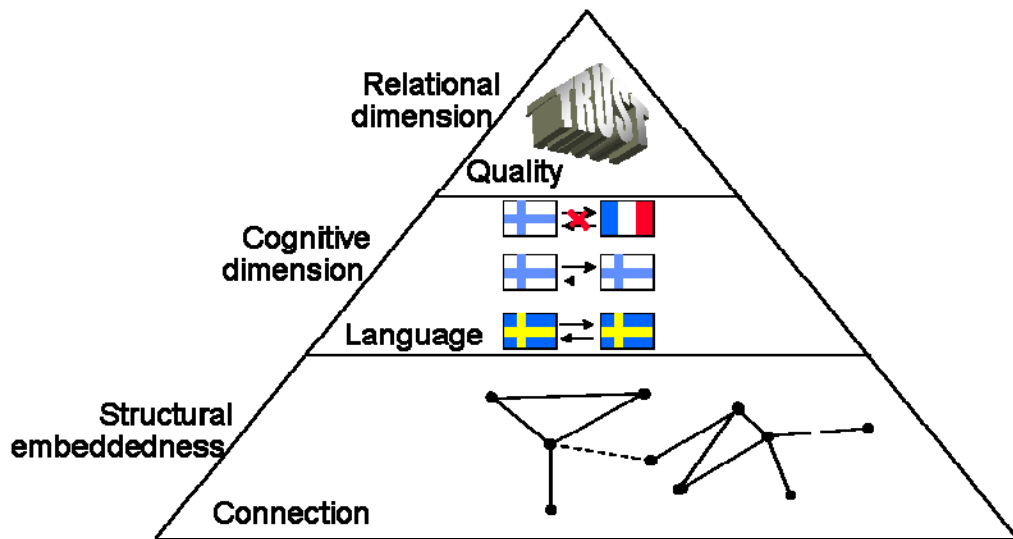 Relational
dimension
TRUST
Quality
Cognitive
dimension
Language
Structural
embeddedness
Connection